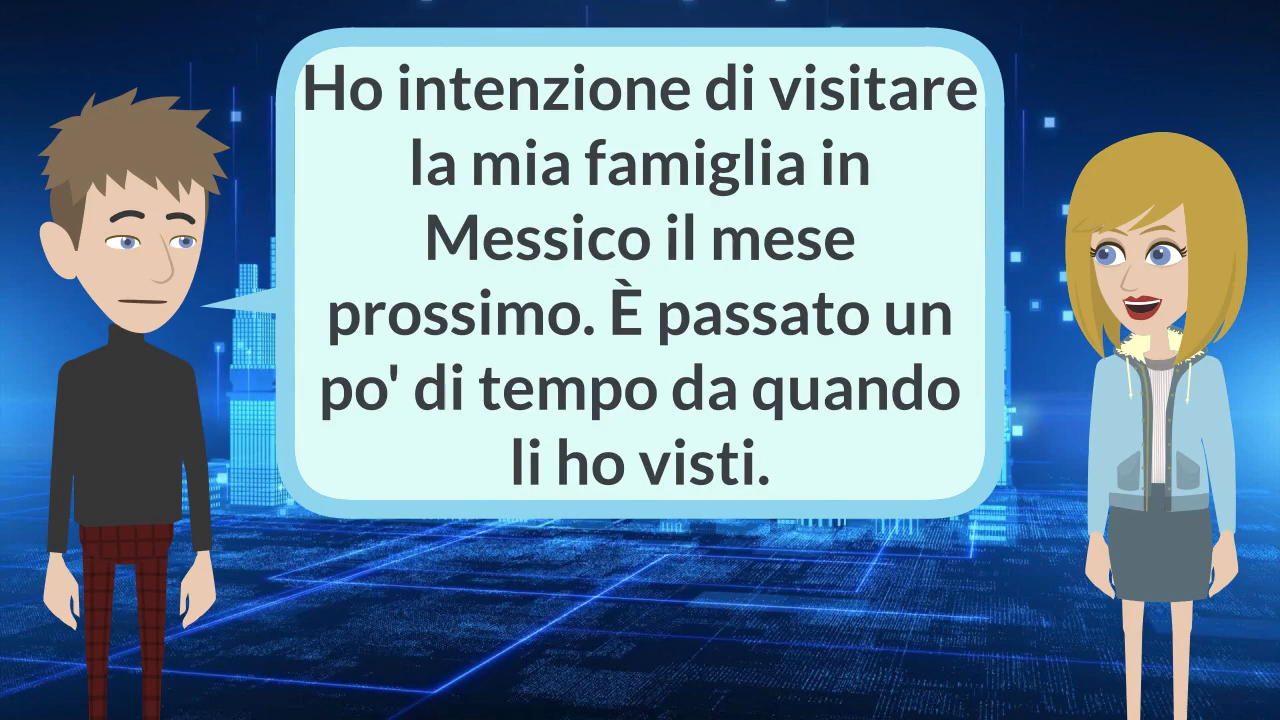 Ho intenzione di visitare
la mia famiglia in
Messico il mese
prossimo. È passato un
po' di tempo da quando
li ho visti.